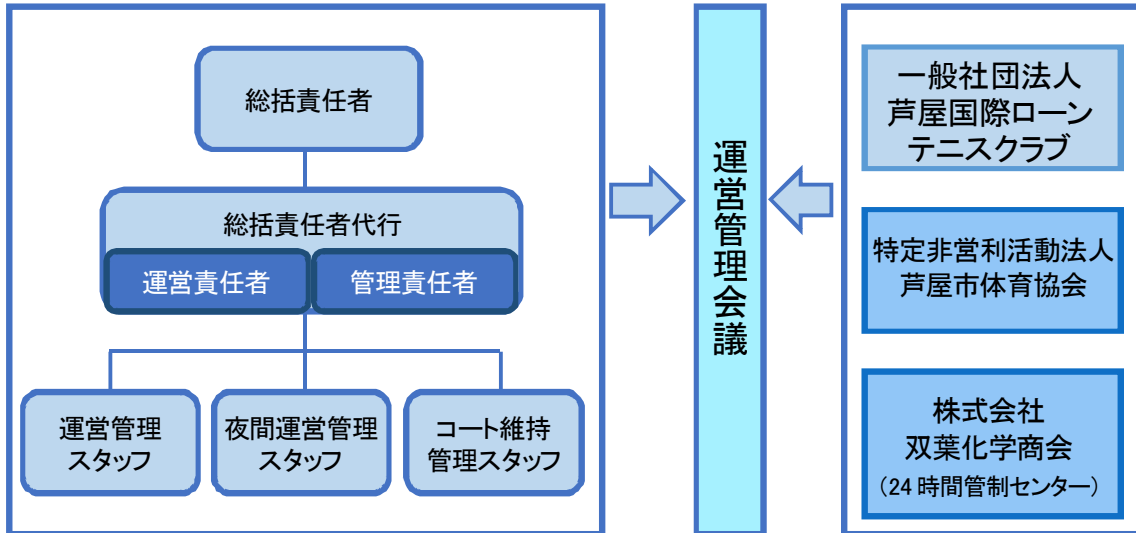 総括責任者
総括責任者代行
運営責任者
管理責任者
運営管理
スタッフ
夜間運営管理
スタッフ
コート維持
管理スタッフ
運営管理会議
一般社団法人
芦屋国際ローン
テニスクラブ
特定非営利活動法人
芦屋市体育協会
株式会社
双葉化学商会
(24時間管制センター)